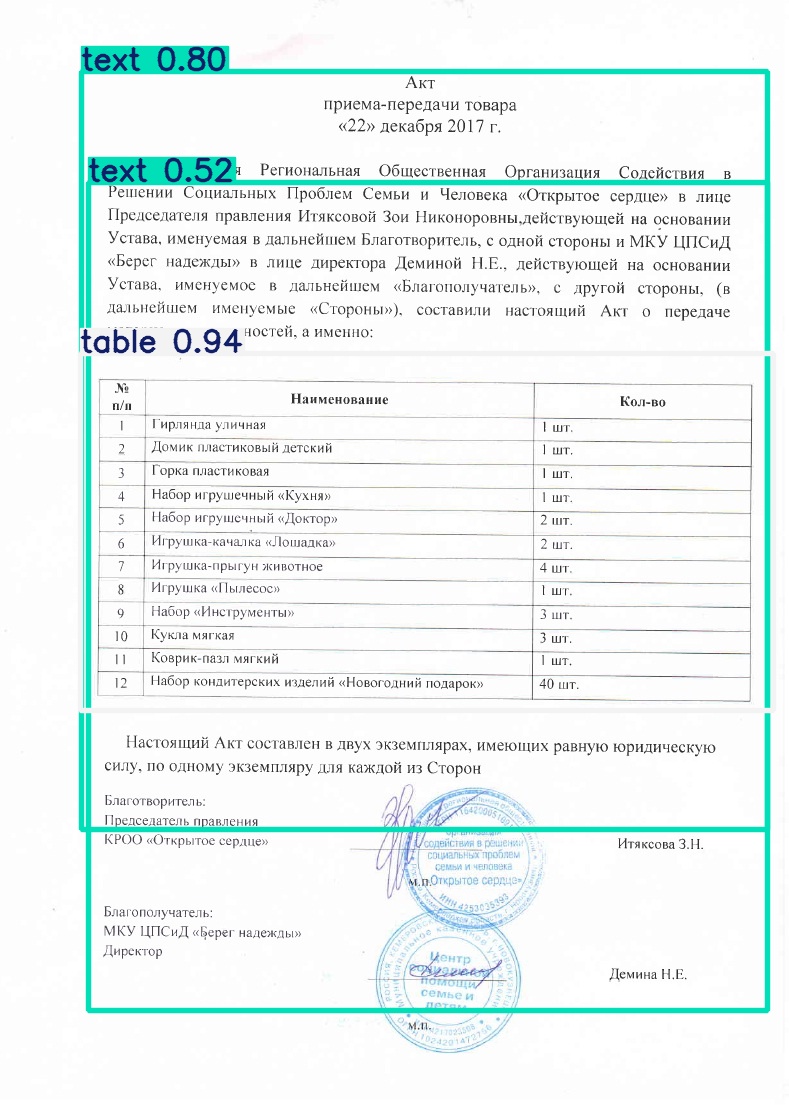 text 0.80
Акт
приема-передачи товара
«22» декабря 2017 г.
text 0.52
я Региональная Общественная Организация Содействия в
Решении Социальных Проблем Семьи и Человека «Открытое сердце» в лице
Председателя правления Итяксовой Зои Никоноровны,действующей на основании
Устава, именуемая в дальнейшем Благотворитель, с одной стороны и МКУ ЦПСиД
«Берег надежды» в лице директора Деминой Н.Е., действующей на основании
Устава, именуемое в дальнейшем «Благополучатель», с другой стороны, (в
дальнейшем именуемые «Стороны»), составили настоящий Акт о передаче
ностей, а именно:
table 0.94
№ п/п Наименование Кол-во
1 Гирлянда уличная 1 шт.
2 Домик пластиковый детский 1 шт.
3 Горка пластиковая 1 шт.
4 Набор игрушечный «Кухня» 1 шт.
5 Набор игрушечный «Доктор» 2 шт.
6 Игрушка-качалка «Лошадка» 2 шт.
7 Игрушка-прыгун животное 4 шт.
8 Игрушка «Пылесос» 1 шт.
9 Набор «Инструменты» 3 шт.
10 Кукла мягкая 3 шт.
11 Коврик-пазл мягкий 1 шт.
12 Набор кондитерских изделий «Новогодний подарок» 40 шт.
Настоящий Акт составлен в двух экземплярах, имеющих равную юридическую
силу, по одному экземпляру для каждой из Сторон
Благотворитель:
Председатель правления
КРОО «Открытое сердце»
Итяксова З.Н.
содействия в решении
социальных проблем
семьи и человека
«Открытое сердце»
ИНН 4253035393
м.п.
Благополучатель:
МКУ ЦПСиД «Берег надежды»
Директор
Демина Н.Е.
Центр
социальной
помощи
семье и
детям
м.п.